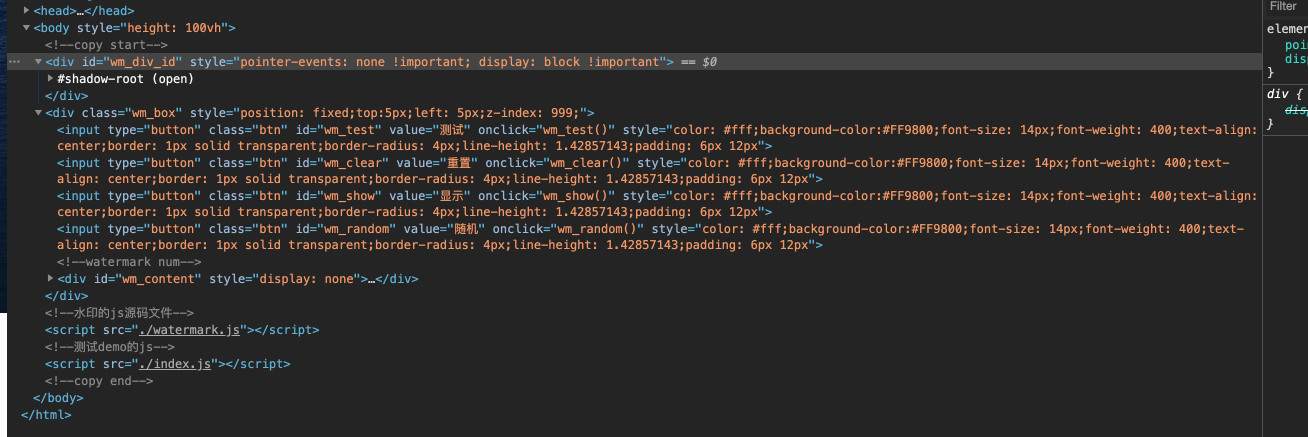 <head>…</head>
<body style="height: 100vh">
<!--copy start-->
… <div id="wm_div_id" style="pointer-events: none !important; display: block !important"> == $0
#shadow-root (open)
</div>
<div class="wm_box" style="position: fixed;top:5px;left: 5px;z-index: 999;">
<input type="button" class="btn" id="wm_test" value="测试" onclick="wm_test()" style="color: #fff;background-color:#FF9800;font-size: 14px;font-weight: 400;text-align:
center;border: 1px solid transparent;border-radius: 4px;line-height: 1.42857143;padding: 6px 12px">
<input type="button" class="btn" id="wm_clear" value="重置" onclick="wm_clear()" style="color: #fff;background-color:#FF9800;font-size: 14px;font-weight: 400;text-
align: center;border: 1px solid transparent;border-radius: 4px;line-height: 1.42857143;padding: 6px 12px">
<input type="button" class="btn" id="wm_show" value="显示" onclick="wm_show()" style="color: #fff;background-color:#FF9800;font-size: 14px;font-weight: 400;text-align:
center;border: 1px solid transparent;border-radius: 4px;line-height: 1.42857143;padding: 6px 12px">
<input type="button" class="btn" id="wm_random" value="随机" onclick="wm_random()" style="color: #fff;background-color:#FF9800;font-size: 14px;font-weight: 400;text-
align: center;border: 1px solid transparent;border-radius: 4px;line-height: 1.42857143;padding: 6px 12px">
<!--watermark num-->
<div id="wm_content" style="display: none">…</div>
</div>
<!--水印的js源码文件-->
<script src="./watermark.js"></script>
<!--测试demo的js-->
<script src="./index.js"></script>
<!--copy end-->
</body>
</html>
Filter
elemen
poi
dis
}
div {
dis
}